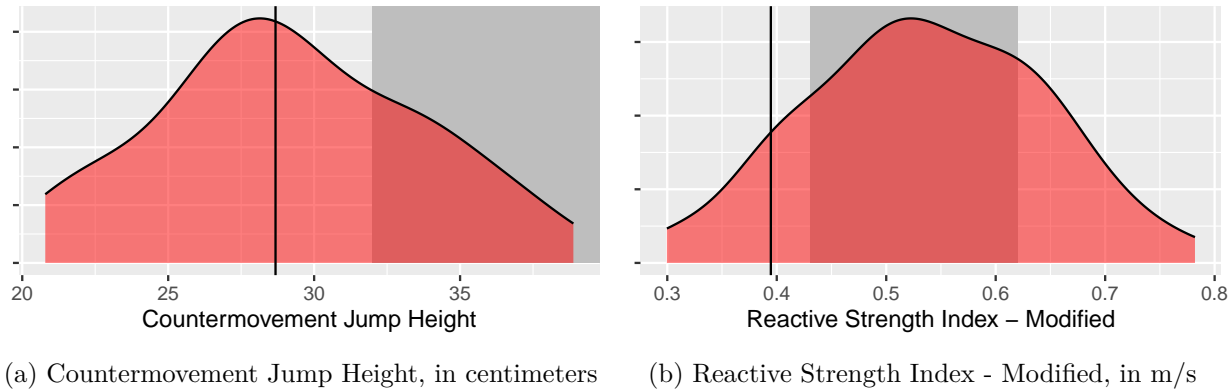 20 25 30 35
Countermovement Jump Height
(a) Countermovement Jump Height, in centimeters
0.3 0.4 0.5 0.6 0.7 0.8
Reactive Strength Index – Modified
(b) Reactive Strength Index - Modified, in m/s